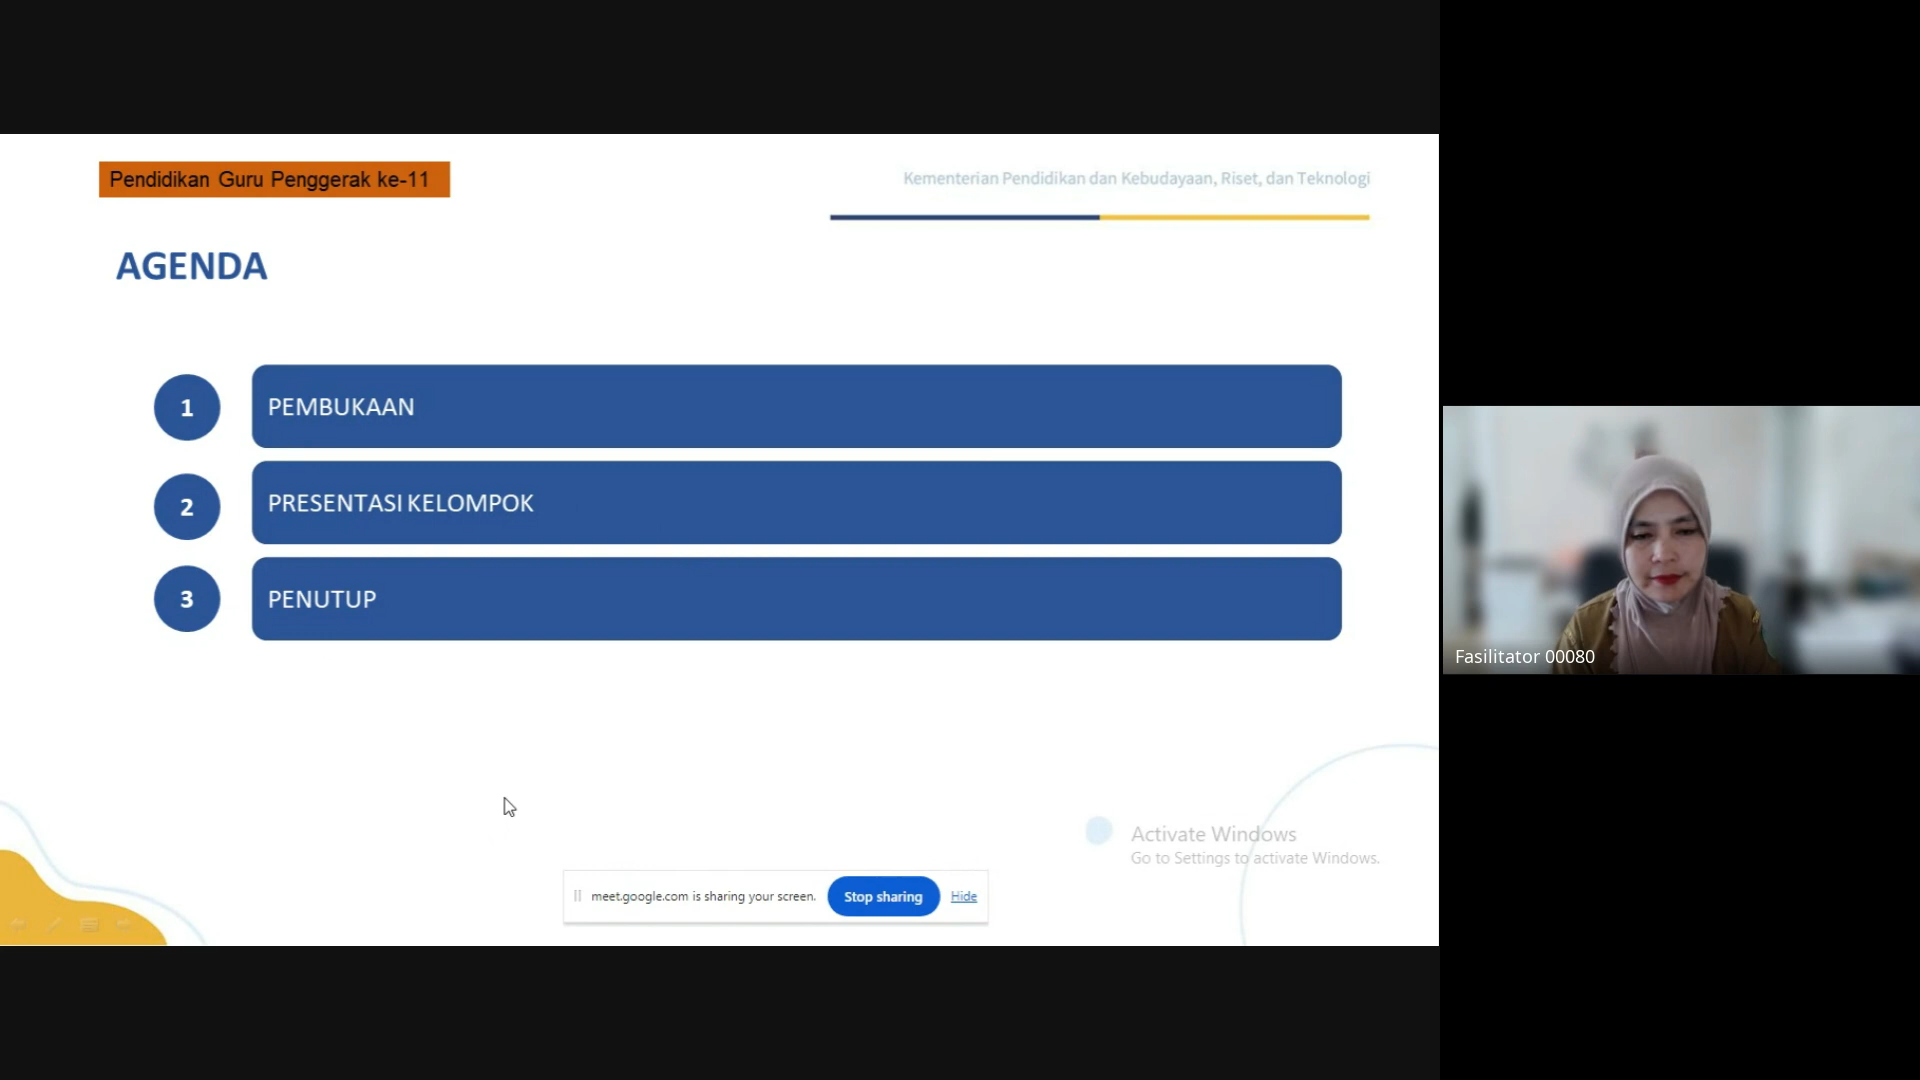 Pendidikan Guru Penggerak ke-11
Kementerian Pendidikan dan Kebudayaan, Riset, dan Teknologi
AGENDA
1
PEMBUKAAN
2
PRESENTASI KELOMPOK
3
PENUTUP
Fasilitator 00080
Activate Windows
Go to Settings to activate Windows.
meet.google.com is sharing your screen.
Stop sharing
Hide